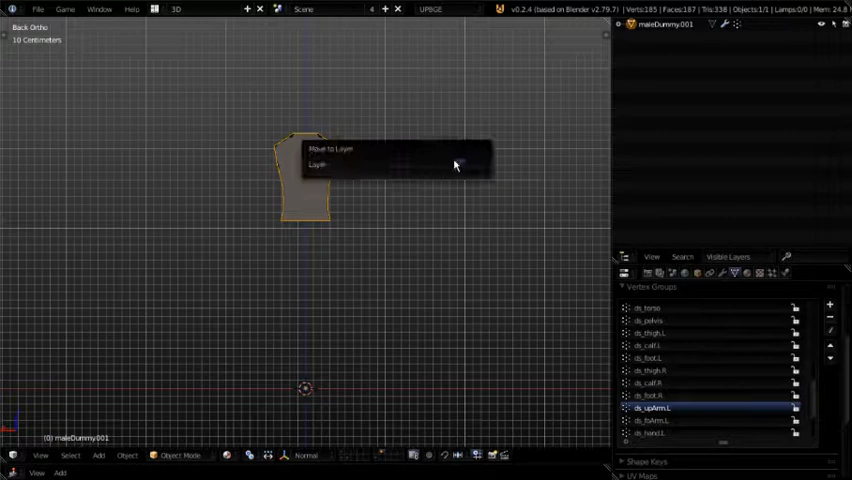 File Game Window Help 3D Scene 4 UPBGE v0.2.4 (based on Blender v2.79.7) Verts:185 | Faces:187 | Tris:338 | Objects:1/1 | Lamps:0/0 | Mem: 24.8
Back Ortho
10 Centimeters
maleDummy.001
Move to Layer
Layer
View Search Visible Layers
Vertex Groups
ds_torso
ds_pelvis
ds_thigh.L
ds_calf.L
ds_foot.L
ds_thigh.R
ds_calf.R
ds_foot.R
ds_upArm.L
ds_foArm.L
ds_hand.L
(0) maleDummy.001
View Select Add Object Object Mode Normal
Shape Keys
View Add
UV Maps